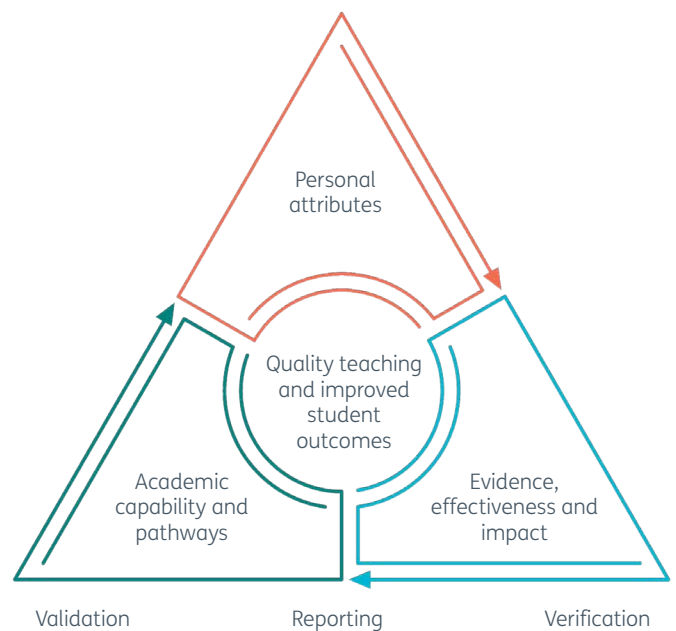 Personal
attributes
Quality teaching
and improved
student
outcomes
Academic
capability and
pathways
Evidence,
effectiveness and
impact
Validation
Reporting
Verification